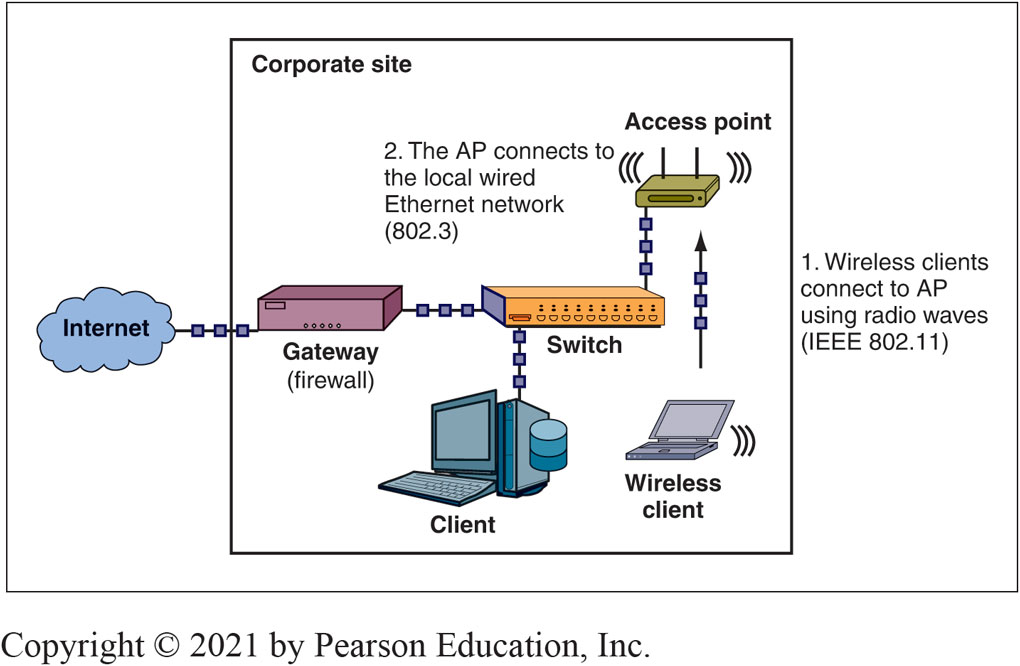 Corporate site
Access point
2. The AP connects to
the local wired
Ethernet network
(802.3)
1. Wireless clients
connect to AP
using radio waves
(IEEE 802.11)
Internet
Gateway
(firewall)
Switch
Client
Wireless
client
Copyright © 2021 by Pearson Education, Inc.